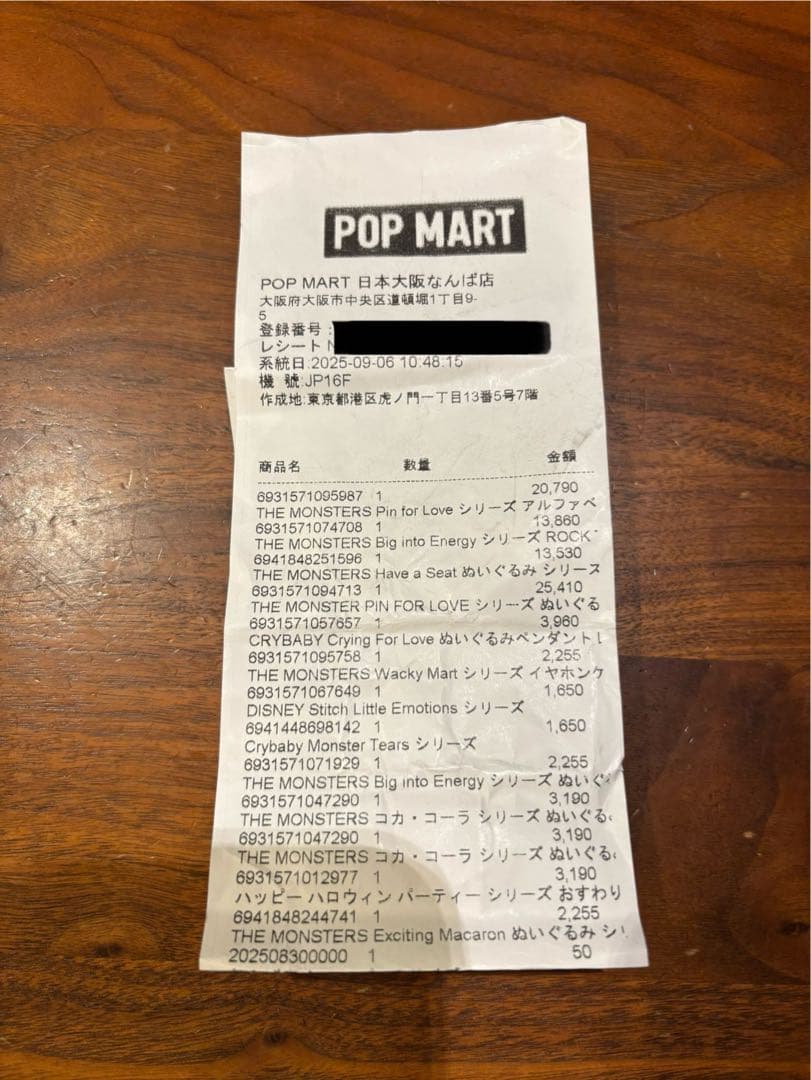 POP MART
POP MART 日本大阪なんば店
大阪府大阪市中央区道頓堀1丁目9-
5
登録番号:
レシート
系統日:2025-09-06 10:48:15
機 號:JP16F
作成地:東京都港区虎ノ門一丁目13番5号7階
商品名 数量 金額
6931571095987 1 20,790
THE MONSTERS Pin for Love シリーズ アルファベ
6931571074708 1 13,860
THE MONSTERS Big into Energy シリーズ ROCK
6941848251596 1 13,530
THE MONSTERS Have a Seat ぬいぐるみ シリーズ
6931571094713 1 25,410
THE MONSTER PIN FOR LOVE シリーズ ぬいぐる
6931571057657 1 3,960
CRYBABY Crying For Love ぬいぐるみペンダント
6931571095758 1 2,255
THE MONSTERS Wacky Mart シリーズ イヤホンケ
6931571067649 1 1,650
DISNEY Stitch Little Emotions シリーズ
6941448698142 1 1,650
Crybaby Monster Tears シリーズ
6931571071929 1 2,255
THE MONSTERS Big into Energy シリーズ ぬいぐ
6931571047290 1 3,190
THE MONSTERS コカ・コーラ シリーズ ぬいぐる
6931571047290 1 3,190
THE MONSTERS コカ・コーラ シリーズ ぬいぐる
6931571012977 1 3,190
ハッピー ハロウィン パーティー シリーズ おすわり
6941848244741 1 2,255
THE MONSTERS Exciting Macaron ぬいぐるみ シリ
202508300000 1 50